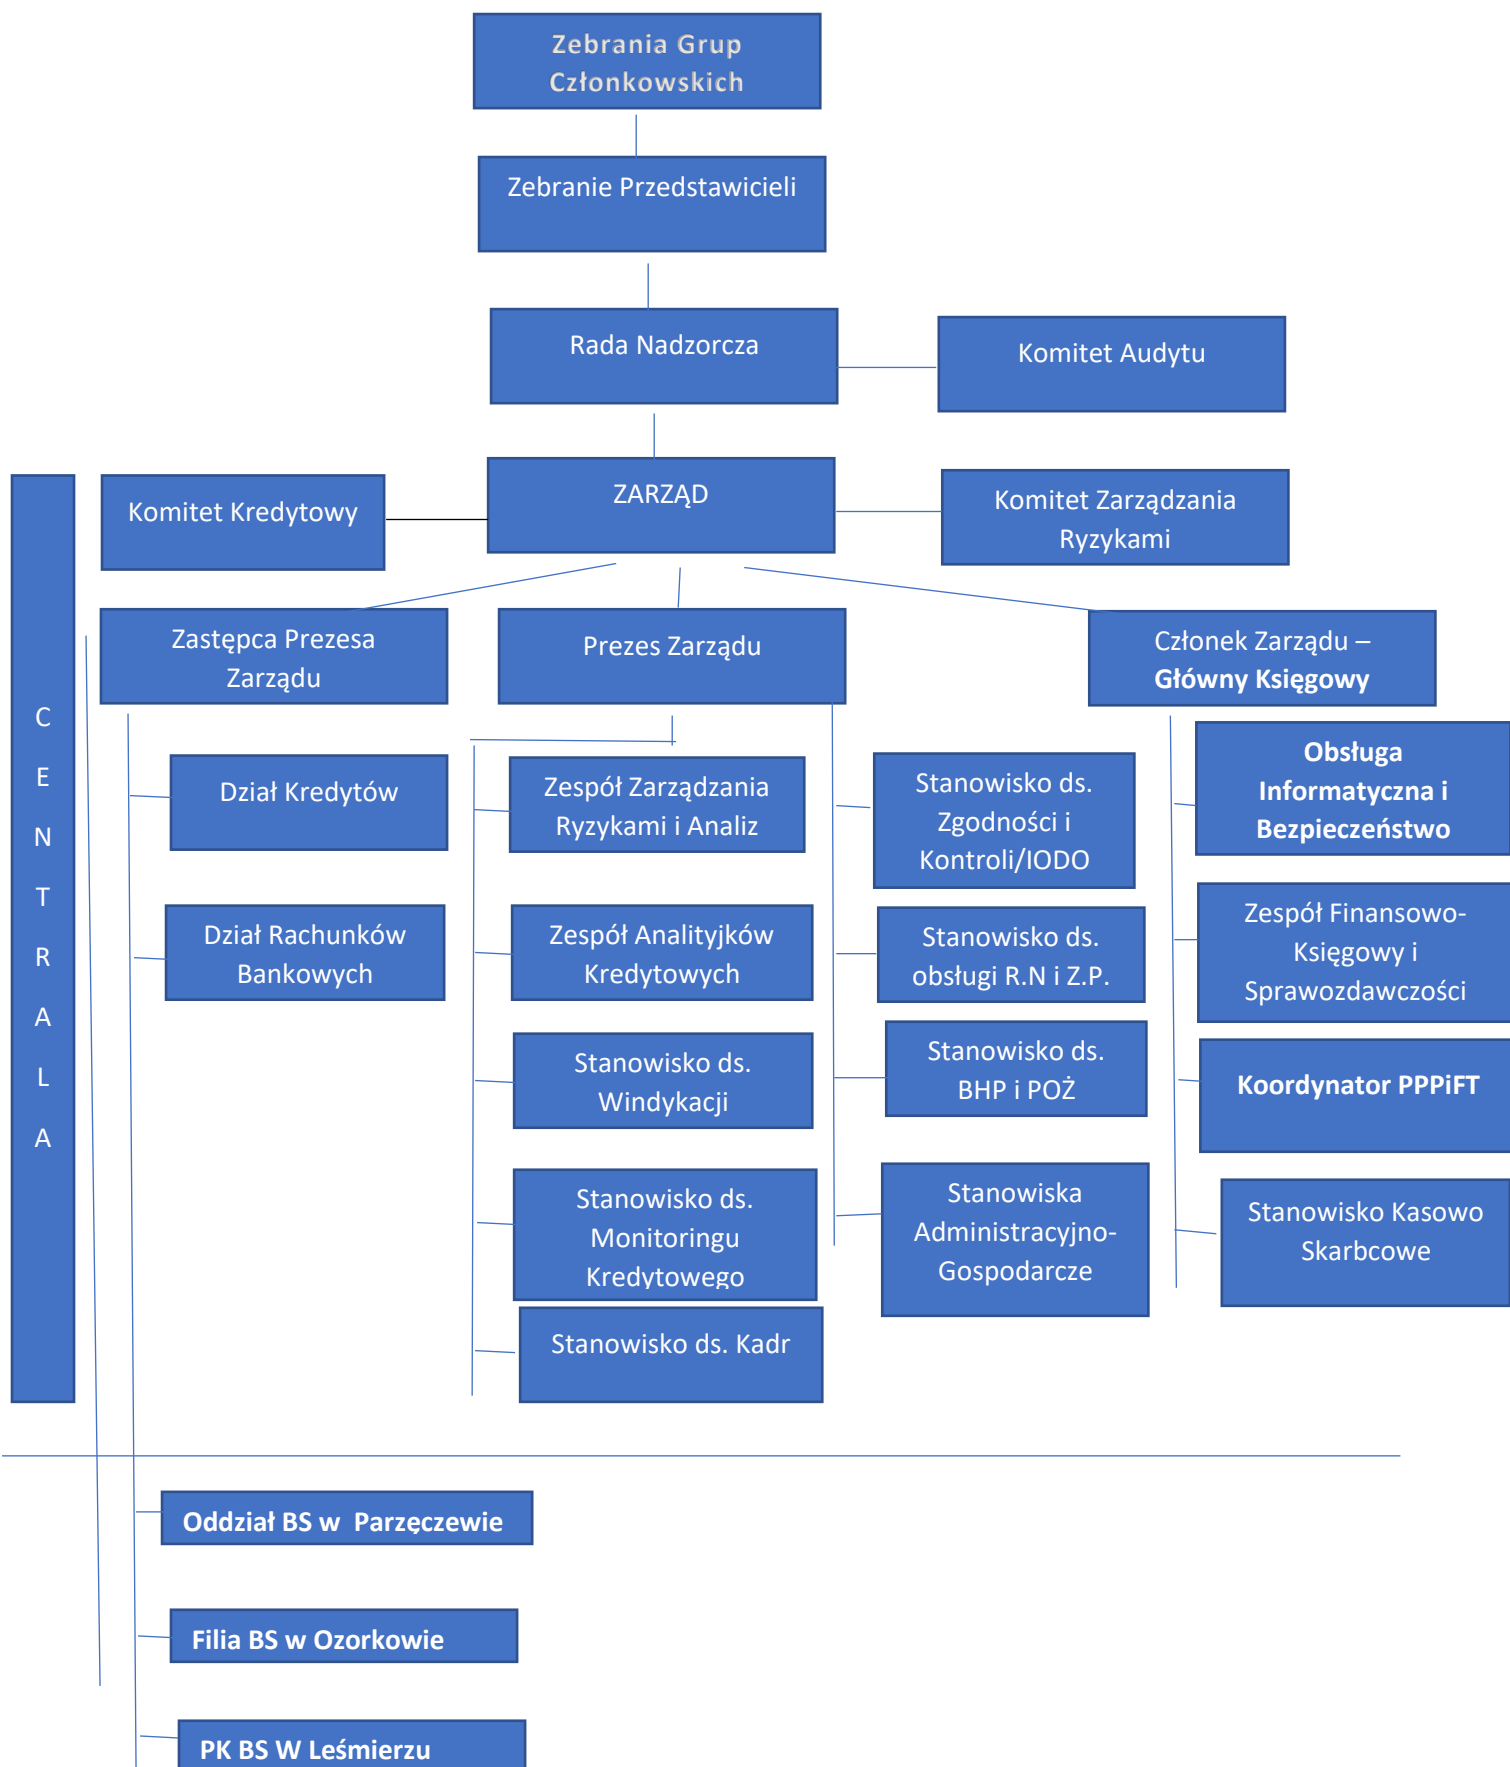 Zebrania Grup
Członkowskich
Zebranie Przedstawicieli
Rada Nadzorcza
Komitet Audytu
ZARZĄD
Komitet Kredytowy
Komitet Zarządzania
Ryzykami
C
E
N
T
R
A
L
A
Zastępca Prezesa
Zarządu
Prezes Zarządu
Członek Zarządu –
Główny Księgowy
Dział Kredytów
Dział Rachunków
Bankowych
Zespół Zarządzania
Ryzykami i Analiz
Zespół Analityjków
Kredytowych
Stanowisko ds.
Windykacji
Stanowisko ds.
Monitoringu
Kredytowego
Stanowisko ds. Kadr
Stanowisko ds.
Zgodności i
Kontroli/IODO
Stanowisko ds.
obsługi R.N i Z.P.
Stanowisko ds.
BHP i POŻ
Stanowiska
Administracyjno-
Gospodarcze
Obsługa
Informatyczna i
Bezpieczeństwo
Zespół Finansowo-
Księgowy i
Sprawozdawczości
Koordynator PPPiFT
Stanowisko Kasowo
Skarbcowe
Oddział BS w  Parzęczewie
Filia BS w Ozorkowie
PK BS W Leśmierzu